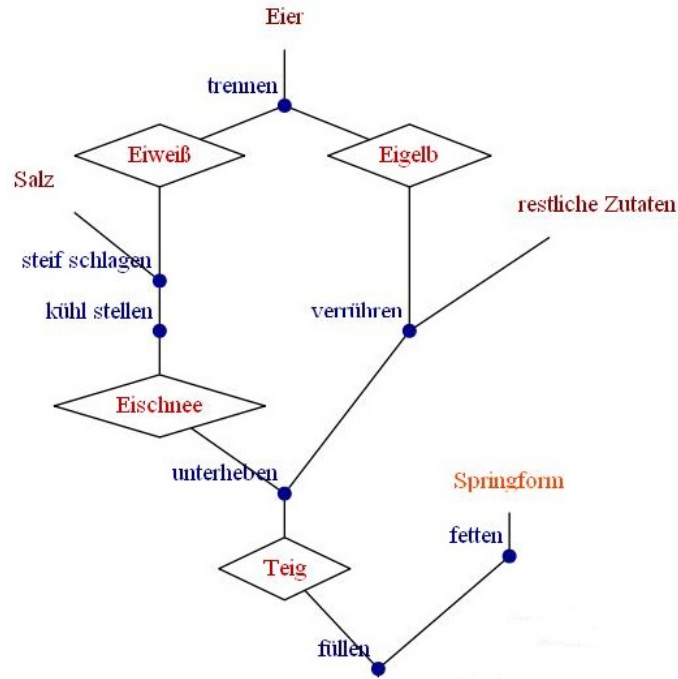 Eier
trennen
Eiweiß
Eigelb
Salz
restliche Zutaten
steif schlagen
kühl stellen
verrühren
Eischnee
unterheben
Springform
fetten
Teig
füllen